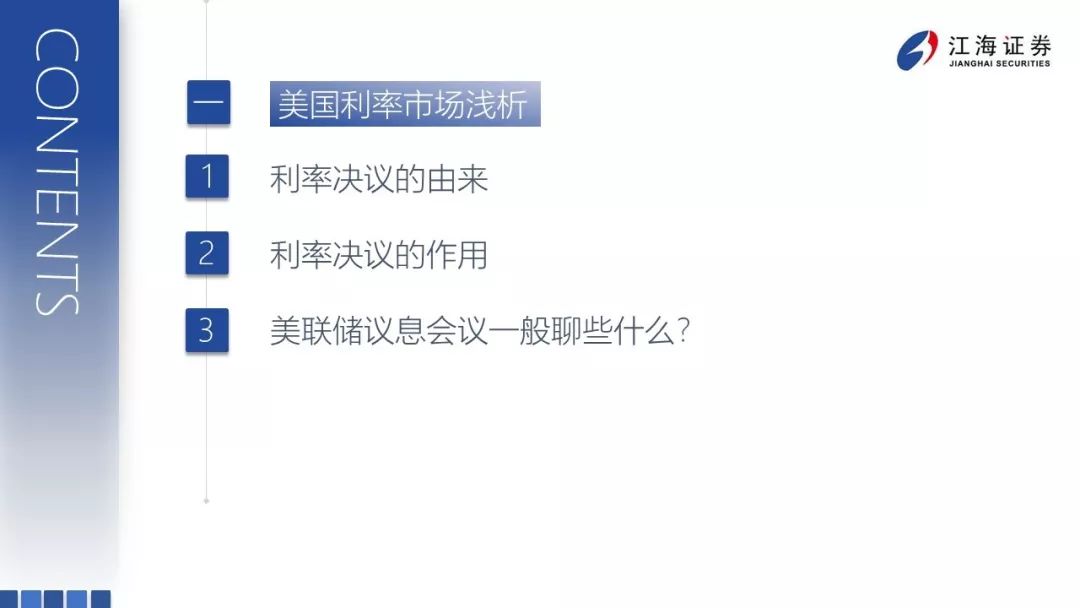 CONTENTS
江海证券
JIANGHAI SECURITIES
一 美国利率市场浅析
1 利率决议的由来
2 利率决议的作用
3 美联储议息会议一般聊些什么?